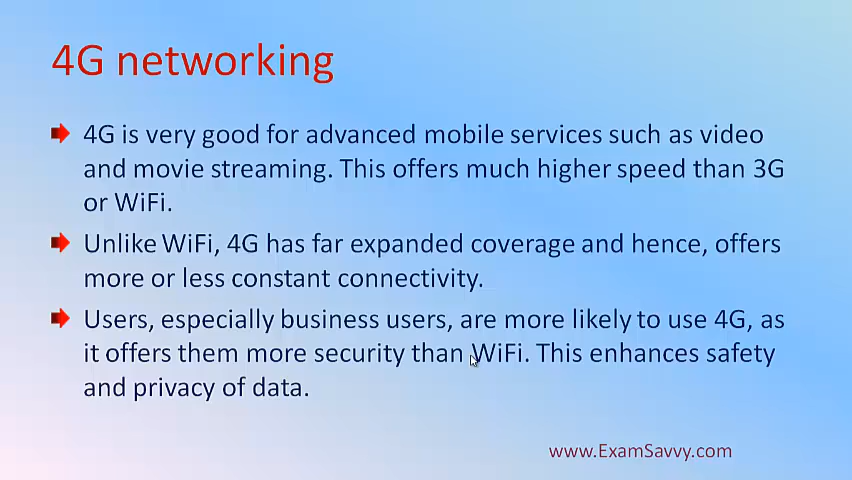 4G networking
4G is very good for advanced mobile services such as video
and movie streaming. This offers much higher speed than 3G
or WiFi.
Unlike WiFi, 4G has far expanded coverage and hence, offers
more or less constant connectivity.
Users, especially business users, are more likely to use 4G, as
it offers them more security than WiFi. This enhances safety
and privacy of data.
www.ExamSavvy.com